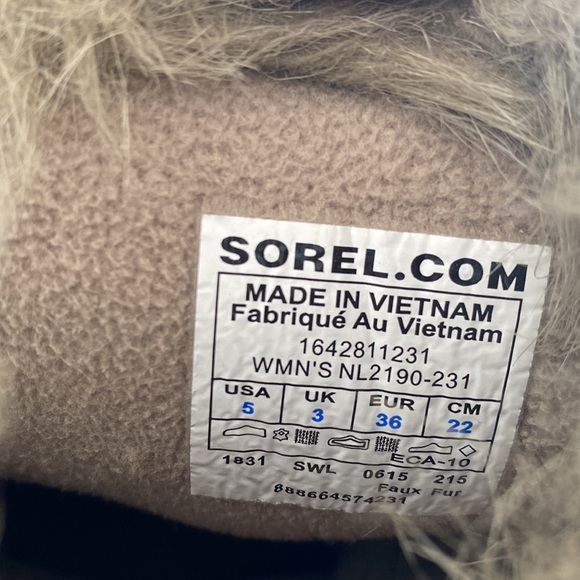 SOREL.COM
MADE IN VIETNAM
Fabriqué Au Vietnam
1642811231
WMN'S NL2190-231
USA UK EUR CM
5 3 36 22
ECA-10
1831 SWL 0615 215
888664574231 Faux Fur